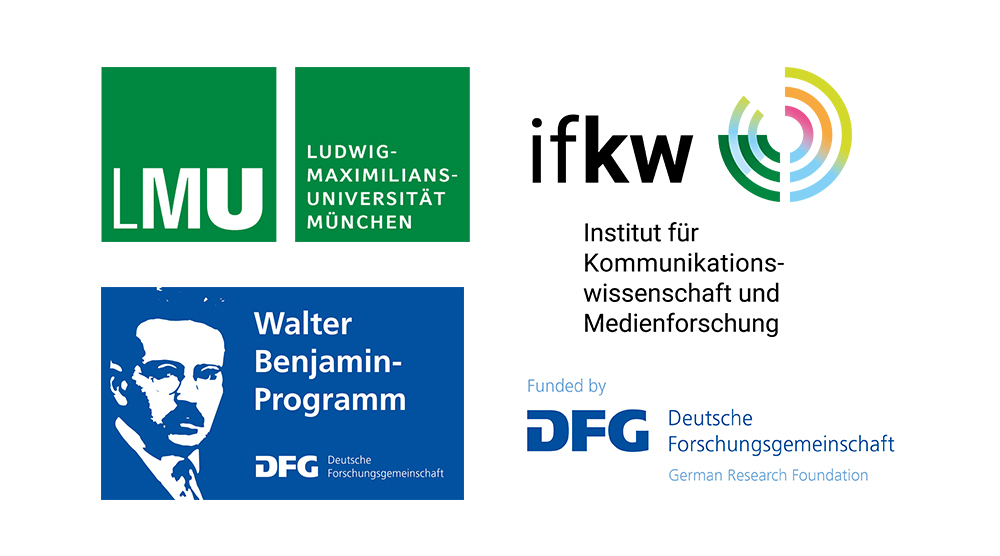 LMU
LUDWIG-
MAXIMILIANS-
UNIVERSITÄT
MÜNCHEN
ifkw
Institut für
Kommunikations-
wissenschaft und
Medienforschung
Walter
Benjamin-
Programm
DFG
Deutsche
Forschungsgemeinschaft
Funded by
DFG
Deutsche
Forschungsgemeinschaft
German Research Foundation